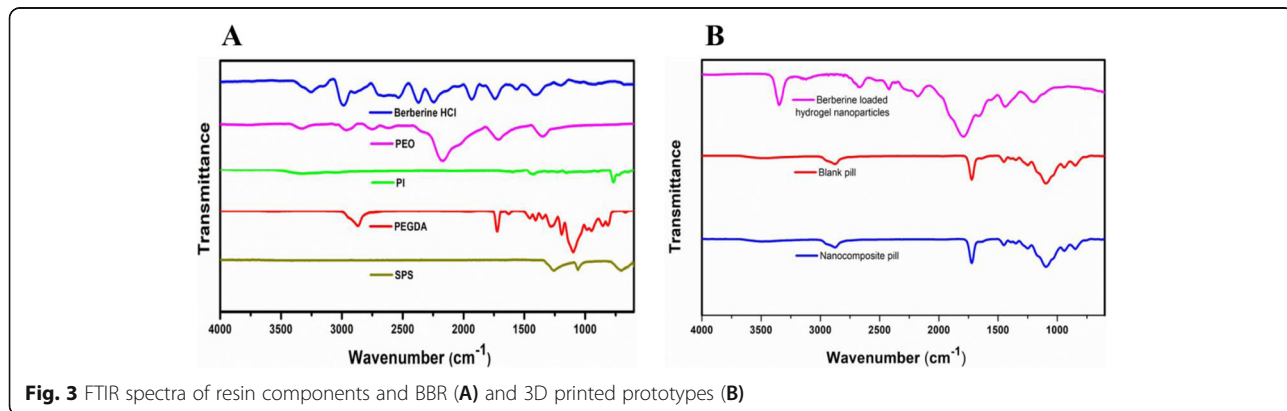 A
B
Transmittance
Berberine HCl
PEO
PI
PEGDA
SPS
4000 3500 3000 2500 2000 1500 1000
Wavenumber (cm-1)
Transmittance
Berberine loaded
hydrogel nanoparticles
Blank pill
Nanocomposite pill
4000 3500 3000 2500 2000 1500 1000
Wavenumber (cm-1)
Fig. 3 FTIR spectra of resin components and BBR (A) and 3D printed prototypes (B)